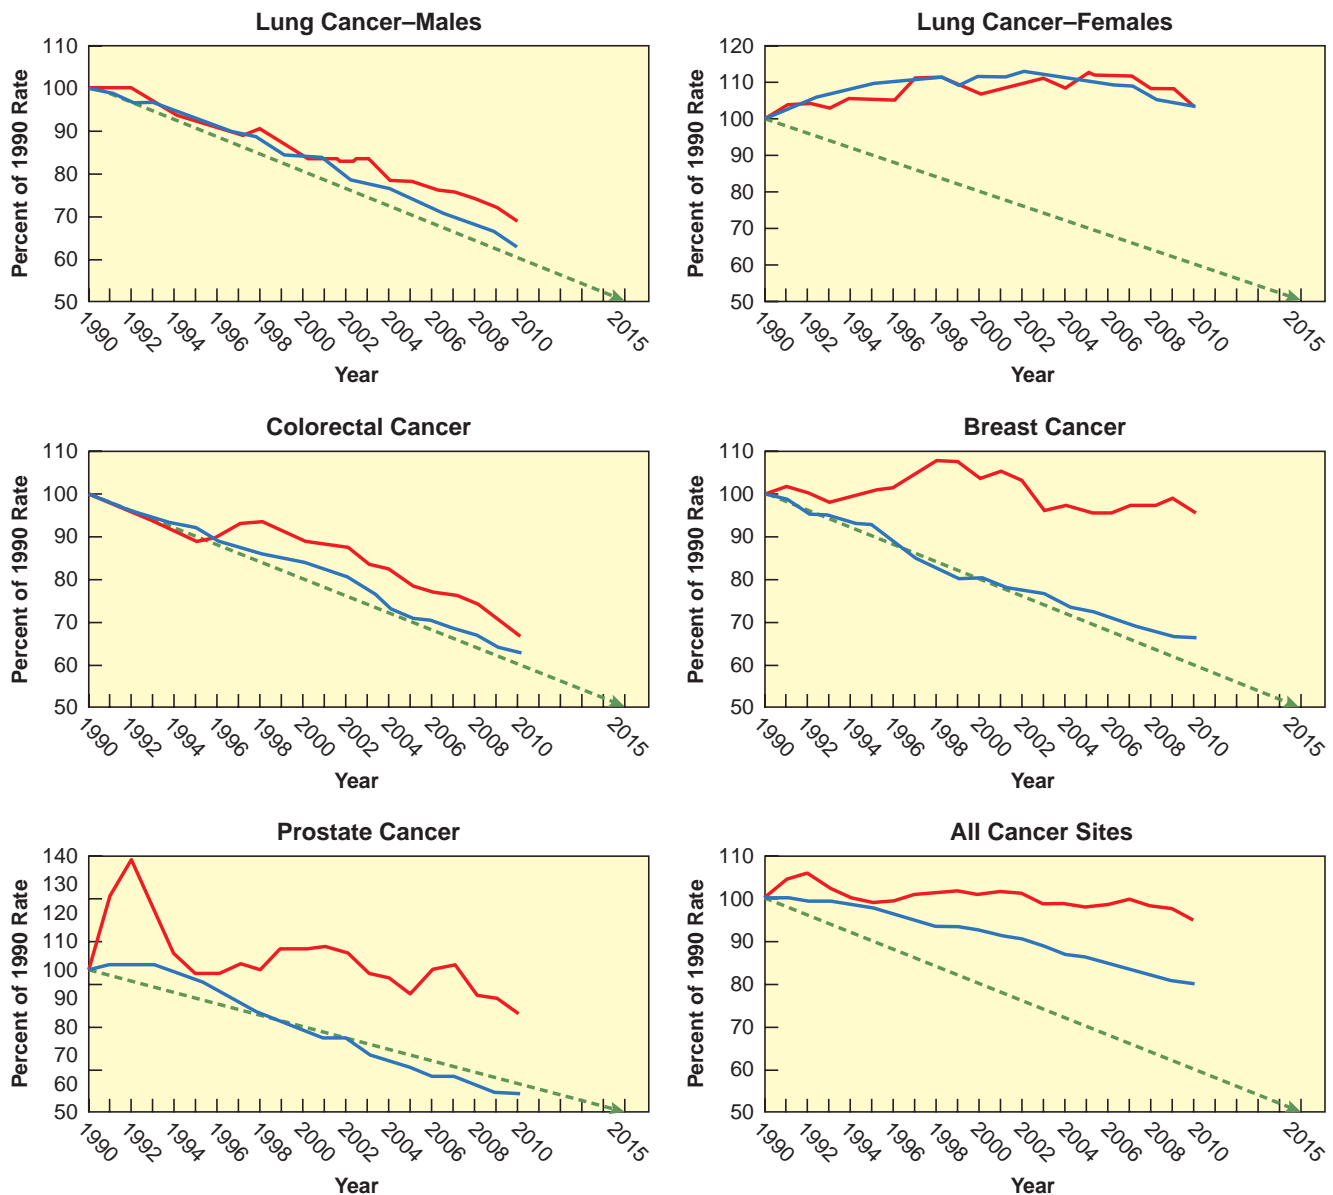 Lung Cancer–Males
110
100
90
80
70
60
50
Percent of 1990 Rate
1990 1992 1994 1996 1998 2000 2002 2004 2006 2008 2010 2015
Year
Lung Cancer–Females
120
110
100
90
80
70
60
50
Percent of 1990 Rate
1990 1992 1994 1996 1998 2000 2002 2004 2006 2008 2010 2015
Year
Colorectal Cancer
110
100
90
80
70
60
50
Percent of 1990 Rate
1990 1992 1994 1996 1998 2000 2002 2004 2006 2008 2010 2015
Year
Breast Cancer
110
100
90
80
70
60
50
Percent of 1990 Rate
1990 1992 1994 1996 1998 2000 2002 2004 2006 2008 2010 2015
Year
Prostate Cancer
140
130
120
110
100
90
80
70
60
50
Percent of 1990 Rate
1990 1992 1994 1996 1998 2000 2002 2004 2006 2008 2010 2015
Year
All Cancer Sites
110
100
90
80
70
60
50
Percent of 1990 Rate
1990 1992 1994 1996 1998 2000 2002 2004 2006 2008 2010 2015
Year